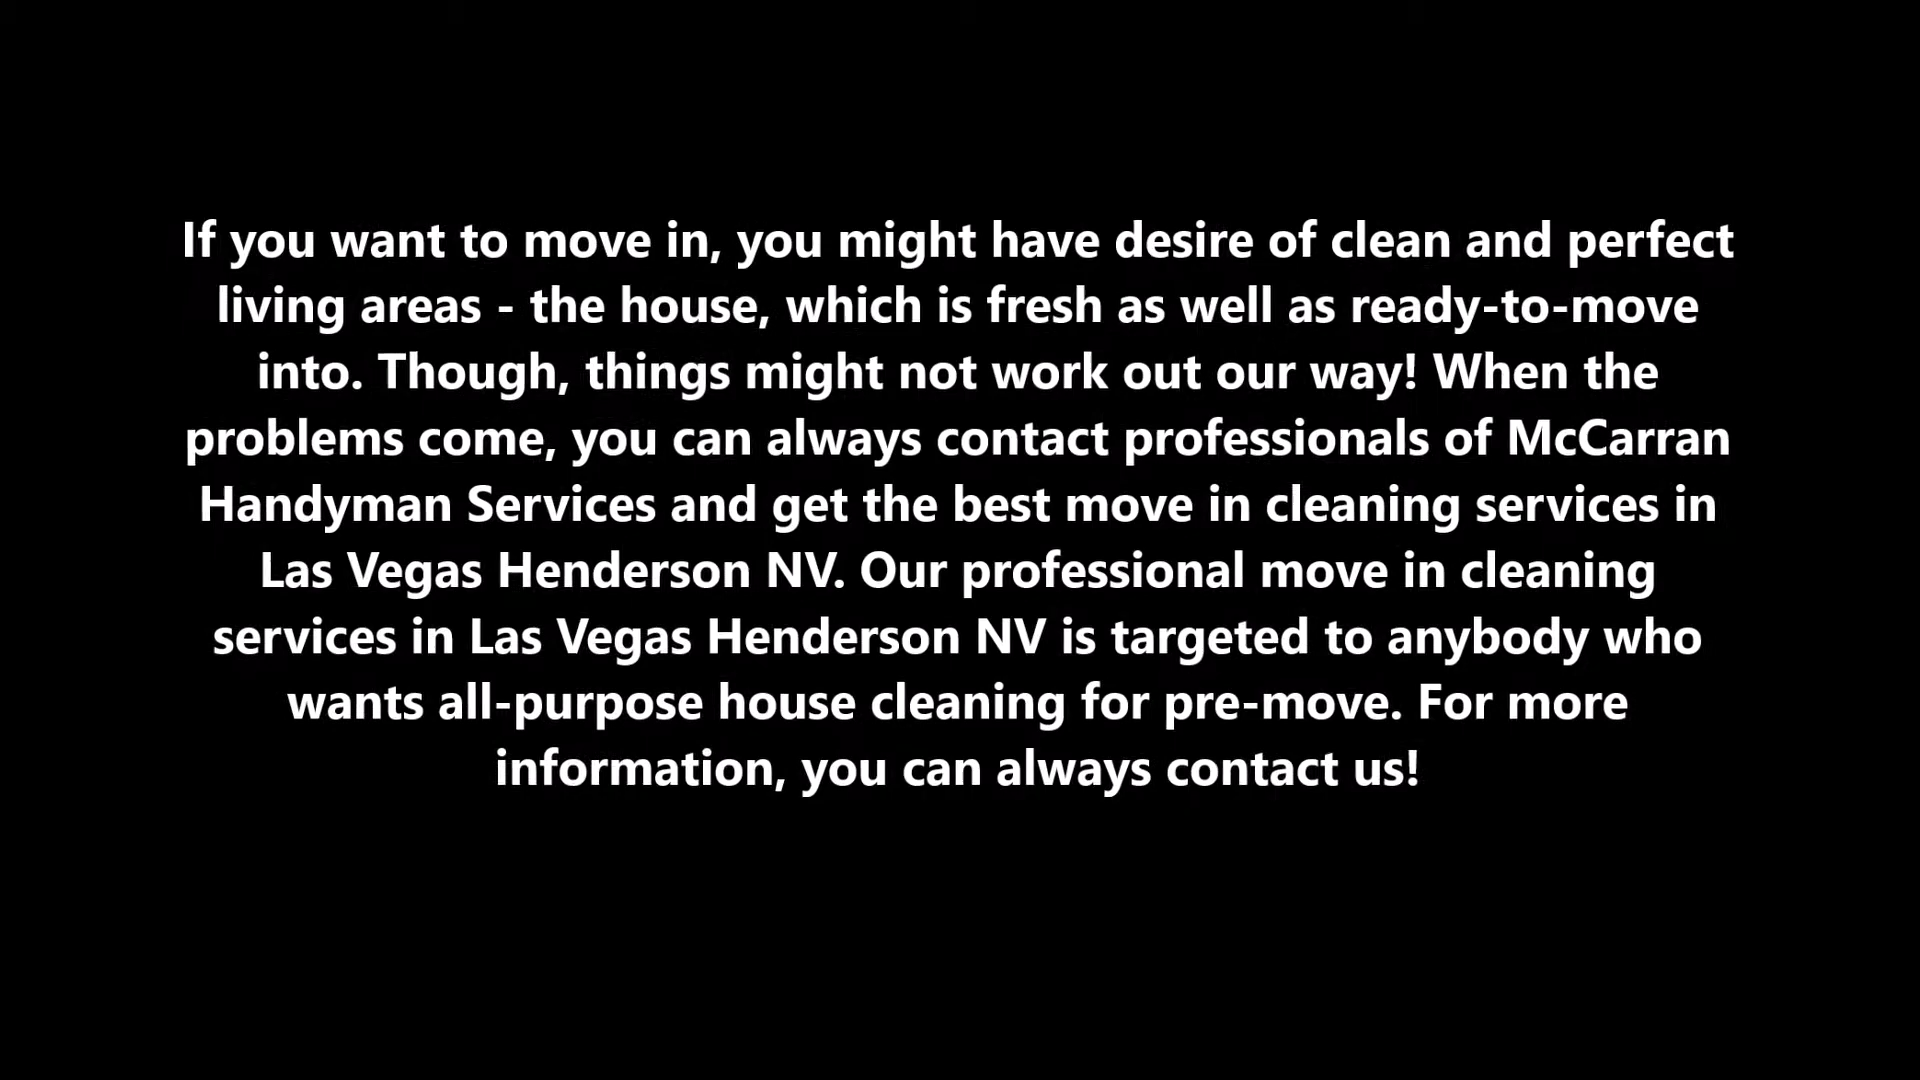 If you want to move in, you might have desire of clean and perfect
living areas - the house, which is fresh as well as ready-to-move
into. Though, things might not work out our way! When the
problems come, you can always contact professionals of McCarran
Handyman Services and get the best move in cleaning services in
Las Vegas Henderson NV. Our professional move in cleaning
services in Las Vegas Henderson NV is targeted to anybody who
wants all-purpose house cleaning for pre-move. For more
information, you can always contact us!